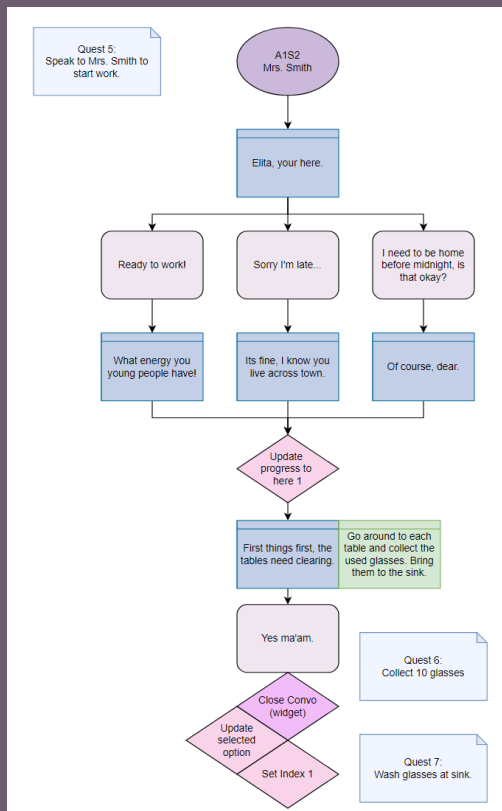 Quest 5:
Speak to Mrs. Smith to
start work.
A1S2
Mrs. Smith
Elita, your here.
Ready to work!
Sorry I'm late...
I need to be home
before midnight, is
that okay?
What energy you
young people have!
Its fine, I know you
live across town.
Of course, dear.
Update
progress to
here 1
First things first, the
tables need clearing.
Go around to each
table and collect the
used glasses. Bring
them to the sink.
Yes ma'am.
Quest 6:
Collect 10 glasses
Close Convo
(widget)
Update
selected
option
Set Index 1
Quest 7:
Wash glasses at sink.